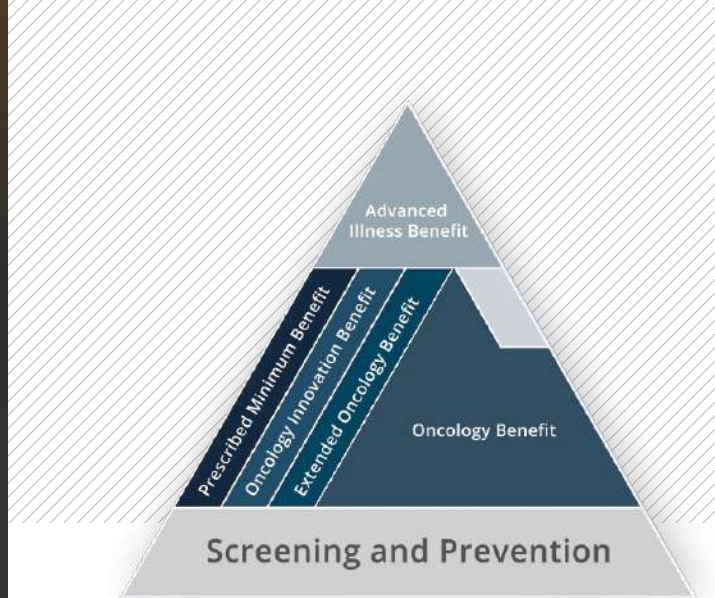 Advanced
Illness Benefit
Prescribed Minimum Benefit
Oncology Innovation Benefit
Extended Oncology Benefit
Oncology Benefit
Screening and Prevention